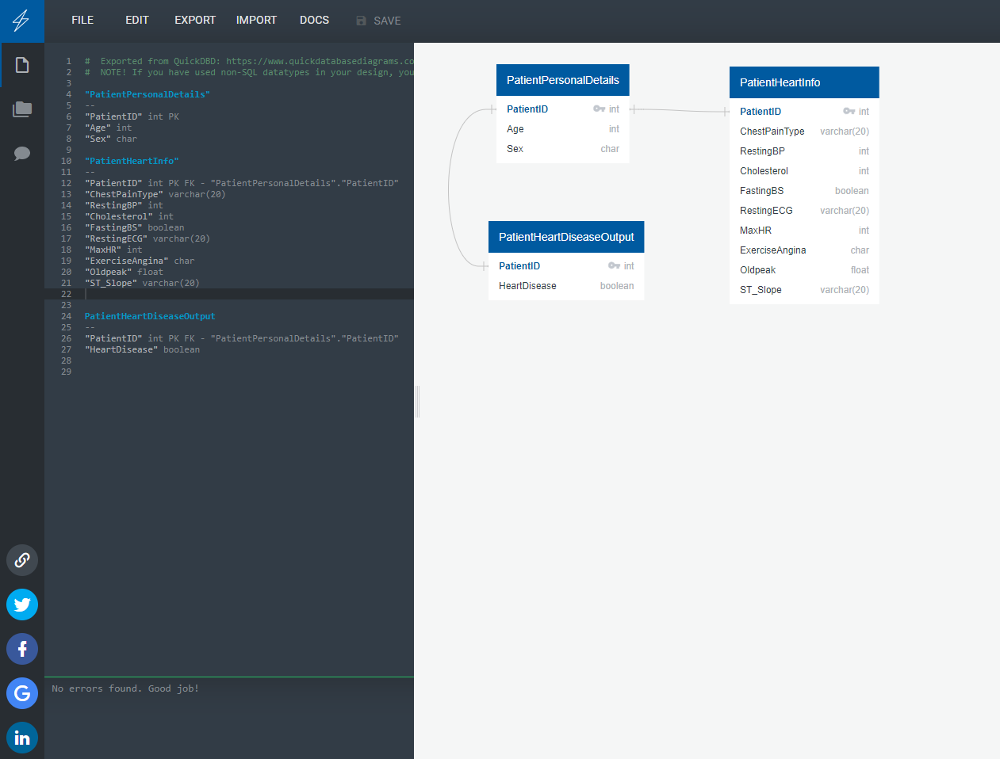 FILE EDIT EXPORT IMPORT DOCS SAVE
1 # Exported from QuickDBD: https://www.quickdatabasediagrams.co
2 # NOTE! If you have used non-SQL datatypes in your design, you
3
4 "PatientPersonalDetails"
5 --
6 "PatientID" int PK
7 "Age" int
8 "Sex" char
9
10 "PatientHeartInfo"
11 --
12 "PatientID" int PK FK - "PatientPersonalDetails"."PatientID"
13 "ChestPainType" varchar(20)
14 "RestingBP" int
15 "Cholesterol" int
16 "FastingBS" boolean
17 "RestingECG" varchar(20)
18 "MaxHR" int
19 "ExerciseAngina" char
20 "Oldpeak" float
21 "ST_Slope" varchar(20)
22
23
24 PatientHeartDiseaseOutput
25 --
26 "PatientID" int PK FK - "PatientPersonalDetails"."PatientID"
27 "HeartDisease" boolean
28
29
No errors found. Good job!
PatientPersonalDetails
PatientID int
Age int
Sex char
PatientHeartDiseaseOutput
PatientID int
HeartDisease boolean
PatientHeartInfo
PatientID int
ChestPainType varchar(20)
RestingBP int
Cholesterol int
FastingBS boolean
RestingECG varchar(20)
MaxHR int
ExerciseAngina char
Oldpeak float
ST_Slope varchar(20)
f
G
in